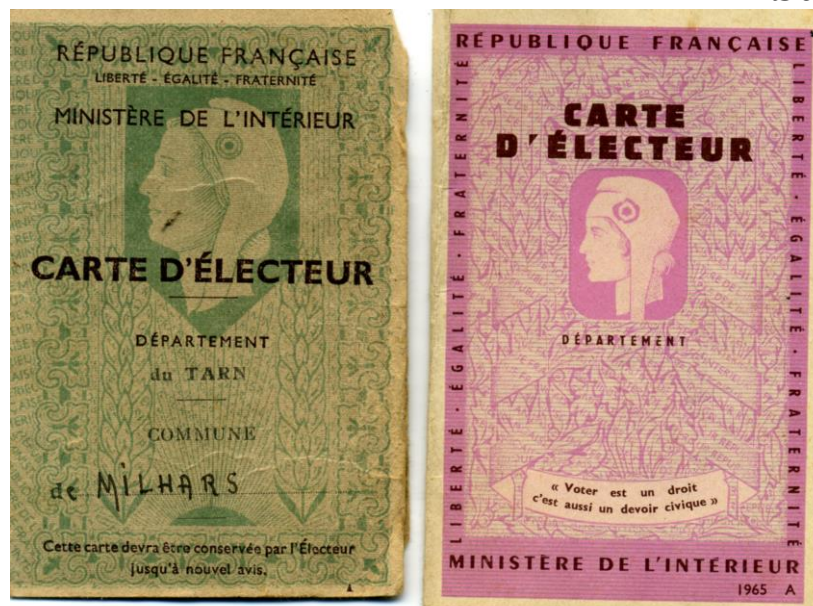 RÉPUBLIQUE FRANÇAISE
LIBERTÉ - ÉGALITÉ - FRATERNITÉ
MINISTÈRE DE L'INTÉRIEUR
CARTE D'ÉLECTEUR
DÉPARTEMENT
du TARN
COMMUNE
de MILHARS
Cette carte devra être conservée par l'Électeur
jusqu'à nouvel avis.
RÉPUBLIQUE FRANÇAISE
LIBERTÉ · ÉGALITÉ · FRATERNITÉ
CARTE
D'ÉLECTEUR
DÉPARTEMENT
« Voter est un droit
c'est aussi un devoir civique »
LIBERTÉ · ÉGALITÉ · FRATERNITÉ
MINISTÈRE DE L'INTÉRIEUR
1965 A